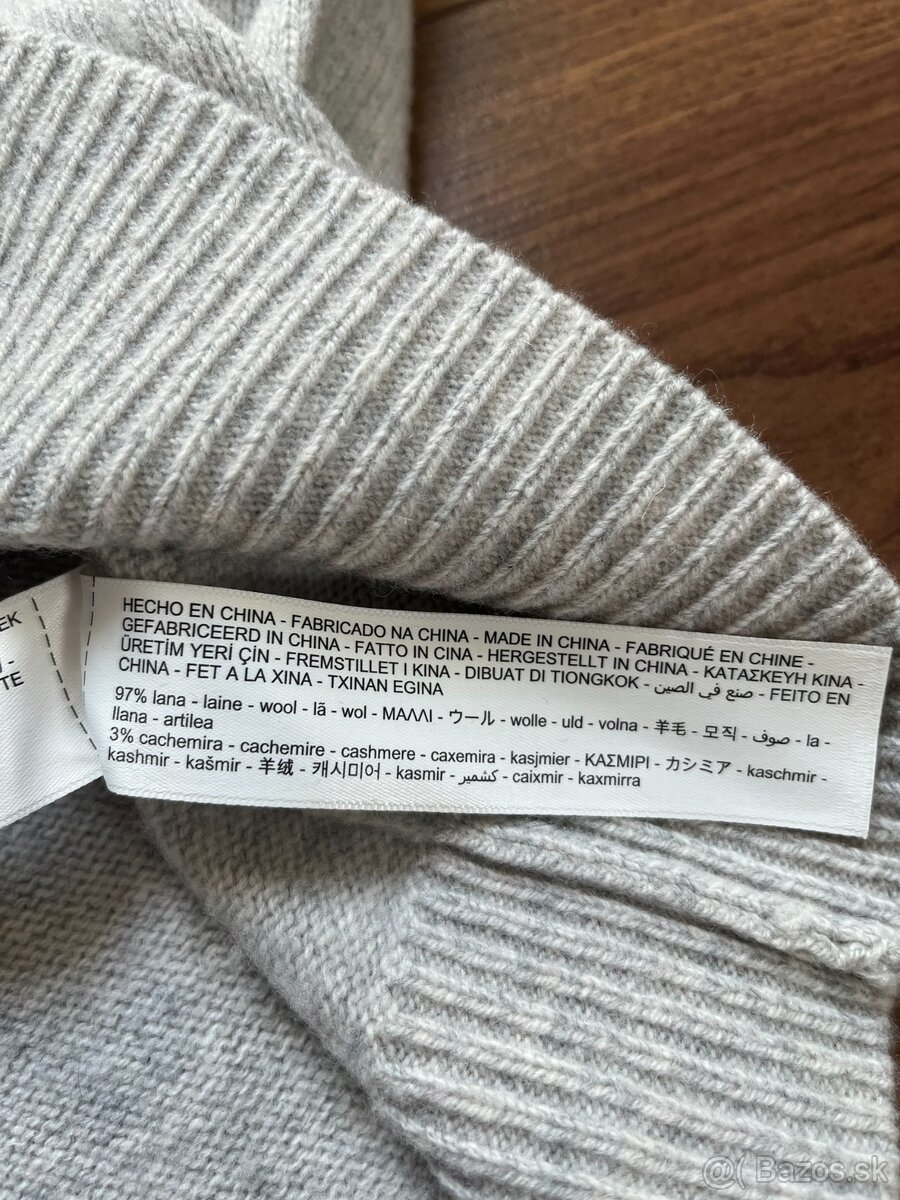 EK
-
TE
HECHO EN CHINA - FABRICADO NA CHINA - MADE IN CHINA - FABRIQUÉ EN CHINE -
GEFABRICEERD IN CHINA - FATTO IN CINA - HERGESTELLT IN CHINA - ΚΑΤΑΣΚΕΥΗ ΚΙΝΑ -
ÜRETİM YERİ ÇİN - FREMSTILLET I KINA - DIBUAT DI TIONGKOK - صنع في الصين - FEITO EN
CHINA - FET A LA XINA - TXINAN EGINA
97% lana - laine - wool - lã - wol - ΜΑΛΛΙ - ウール - wolle - uld - volna - 羊毛 - 모직 - صوف - la -
llana - artilea
3% cachemira - cachemire - cashmere - caxemira - kasjmier - ΚΑΣΜΙΡΙ - カシミア - kaschmir -
kashmir - kašmir - 羊绒 - 캐시미어 - kasmir - كشمير - caixmir - kaxmirra
@( Bazos.sk